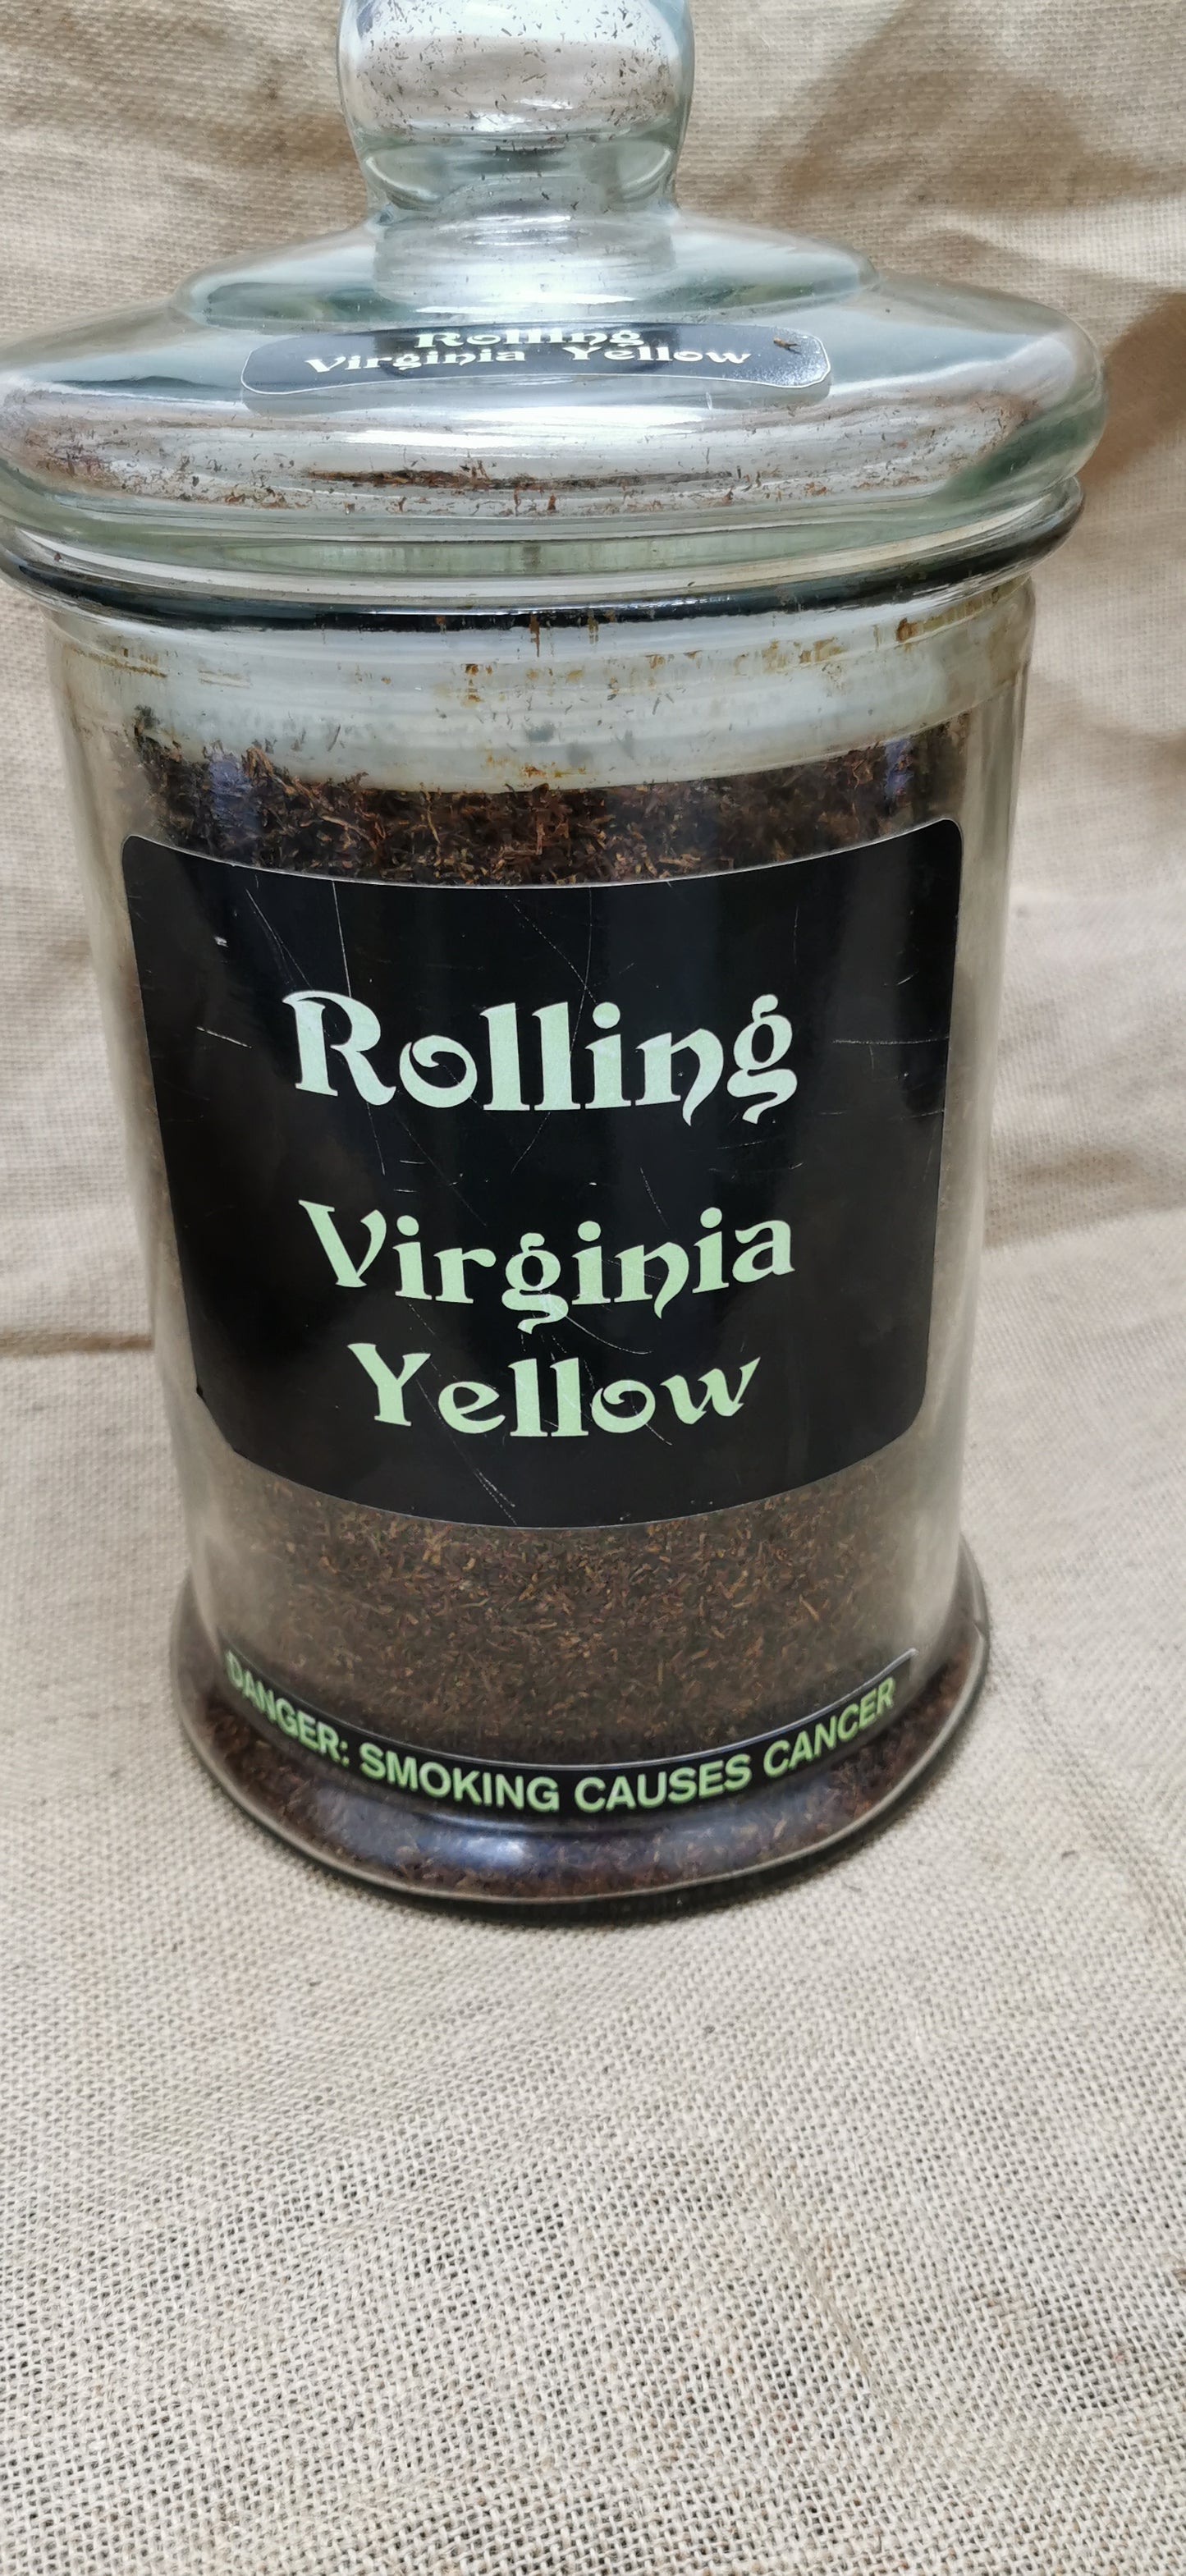 Rolling
Virginia Yellow
Rolling
Virginia
Yellow
DANGER: SMOKING CAUSES CANCER